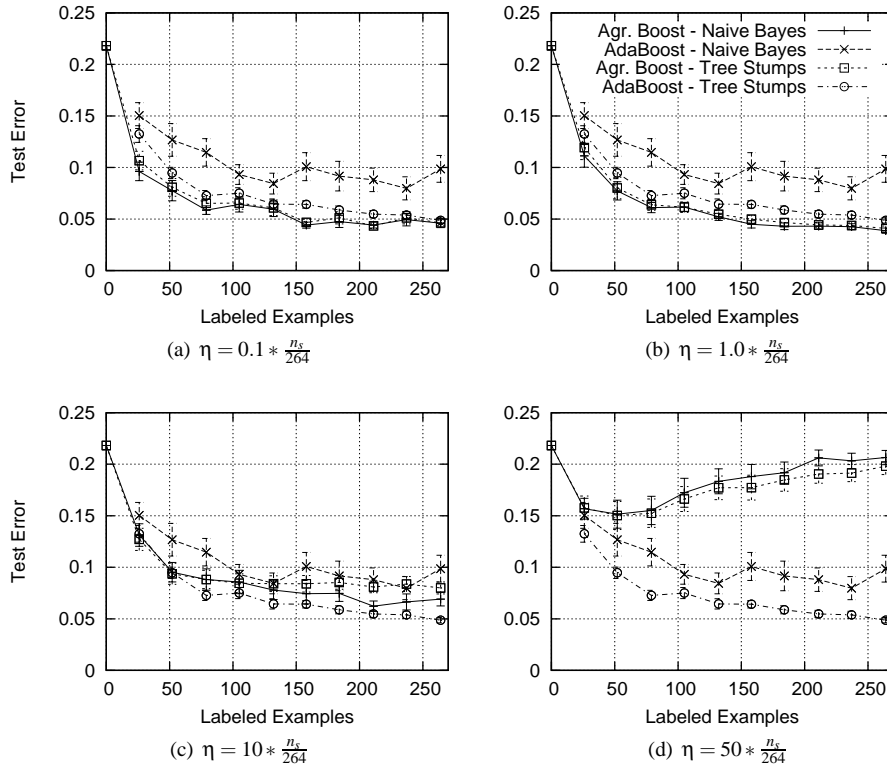 0.25
0.2
0.15
0.1
0.05
0
Test Error
0 50 100 150 200 250
Labeled Examples
(a) η = 0.1 * n_s/264
Agr. Boost - Naive Bayes
AdaBoost - Naive Bayes
Agr. Boost - Tree Stumps
AdaBoost - Tree Stumps
0.25
0.2
0.15
0.1
0.05
0
Test Error
0 50 100 150 200 250
Labeled Examples
(b) η = 1.0 * n_s/264
0.25
0.2
0.15
0.1
0.05
0
Test Error
0 50 100 150 200 250
Labeled Examples
(c) η = 10 * n_s/264
0.25
0.2
0.15
0.1
0.05
0
Test Error
0 50 100 150 200 250
Labeled Examples
(d) η = 50 * n_s/264